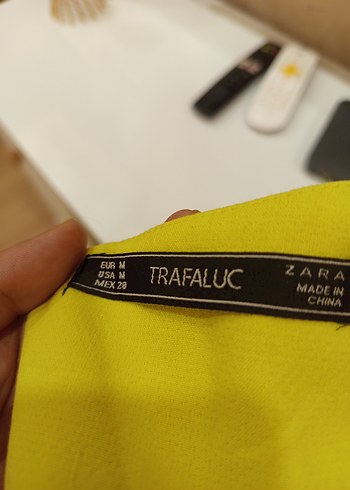 EUR M
USA M
MEX 28
TRAFALUC
ZARA
MADE IN
CHINA